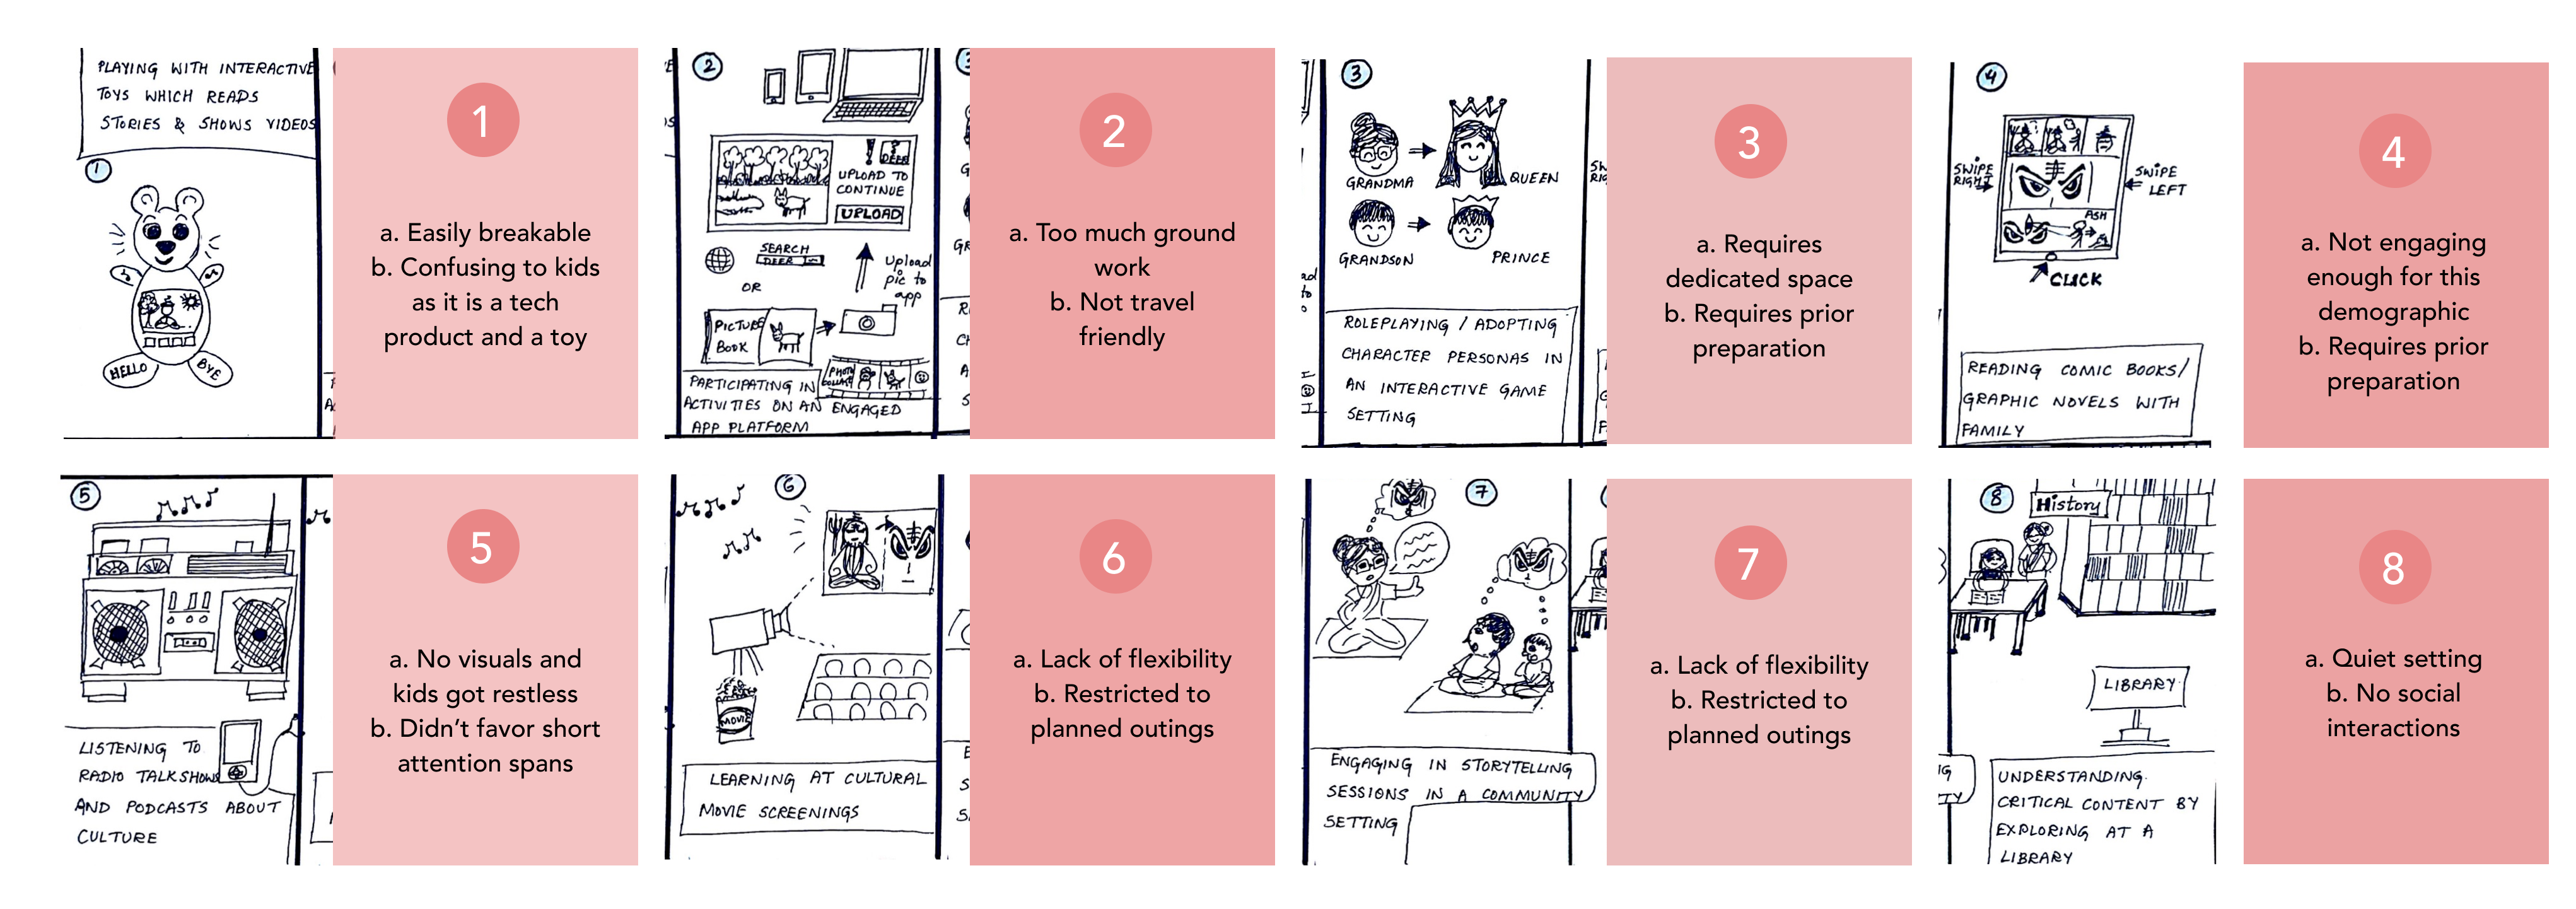 PLAYING WITH INTERACTIVE
TOYS WHICH READS
STORIES & SHOWS VIDEOS
1
HELLO
BYE
1
a. Easily breakable
b. Confusing to kids
as it is a tech
product and a toy
2
DEER
UPLOAD TO
CONTINUE
UPLOAD
SEARCH
DEER
OR
Upload
pic to
app
PICTURE
BOOK
PHOTO
PARTICIPATING IN
ACTIVITIES ON AN ENGAGED
APP PLATFORM
2
a. Too much ground
work
b. Not travel
friendly
3
GRANDMA
QUEEN
GRANDSON
PRINCE
ROLEPLAYING / ADOPTING
CHARACTER PERSONAS IN
AN INTERACTIVE GAME
SETTING
3
a. Requires
dedicated space
b. Requires prior
preparation
4
SWIPE
RIGHT
SWIPE
LEFT
ASH
CLICK
READING COMIC BOOKS/
GRAPHIC NOVELS WITH
FAMILY
4
a. Not engaging
enough for this
demographic
b. Requires prior
preparation
5
LISTENING TO
RADIO TALKSHOWS
AND PODCASTS ABOUT
CULTURE
5
a. No visuals and
kids got restless
b. Didn’t favor short
attention spans
6
MOVIE
LEARNING AT CULTURAL
MOVIE SCREENINGS
6
a. Lack of flexibility
b. Restricted to
planned outings
7
ENGAGING IN STORYTELLING
SESSIONS IN A COMMUNITY
SETTING
7
a. Lack of flexibility
b. Restricted to
planned outings
8
History
LIBRARY
UNDERSTANDING
CRITICAL CONTENT BY
EXPLORING AT A
LIBRARY
8
a. Quiet setting
b. No social
interactions